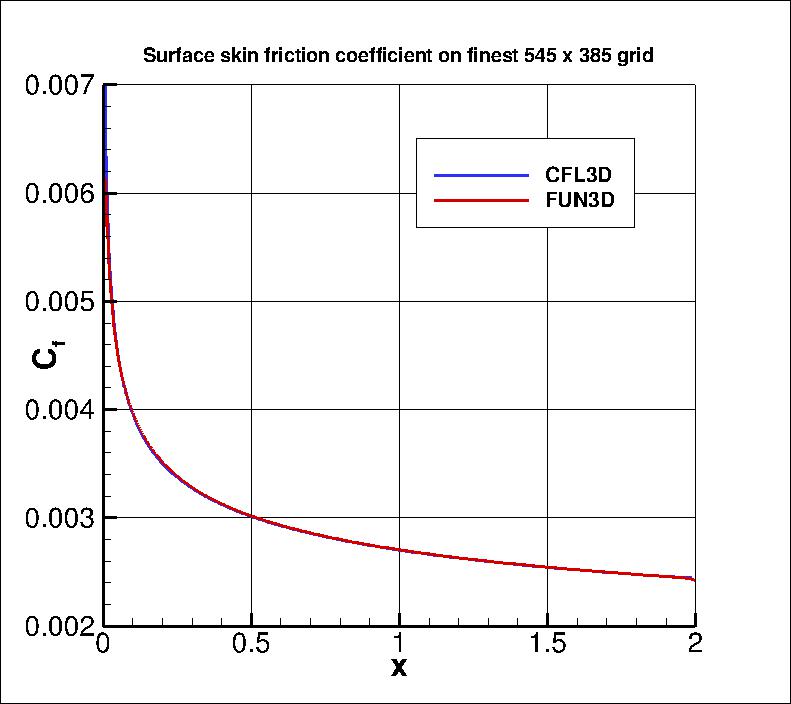 Surface skin friction coefficient on finest 545 x 385 grid
0.007
0.006
0.005
0.004
0.003
0.002
Cf
CFL3D
FUN3D
0 0.5 1 1.5 2
x